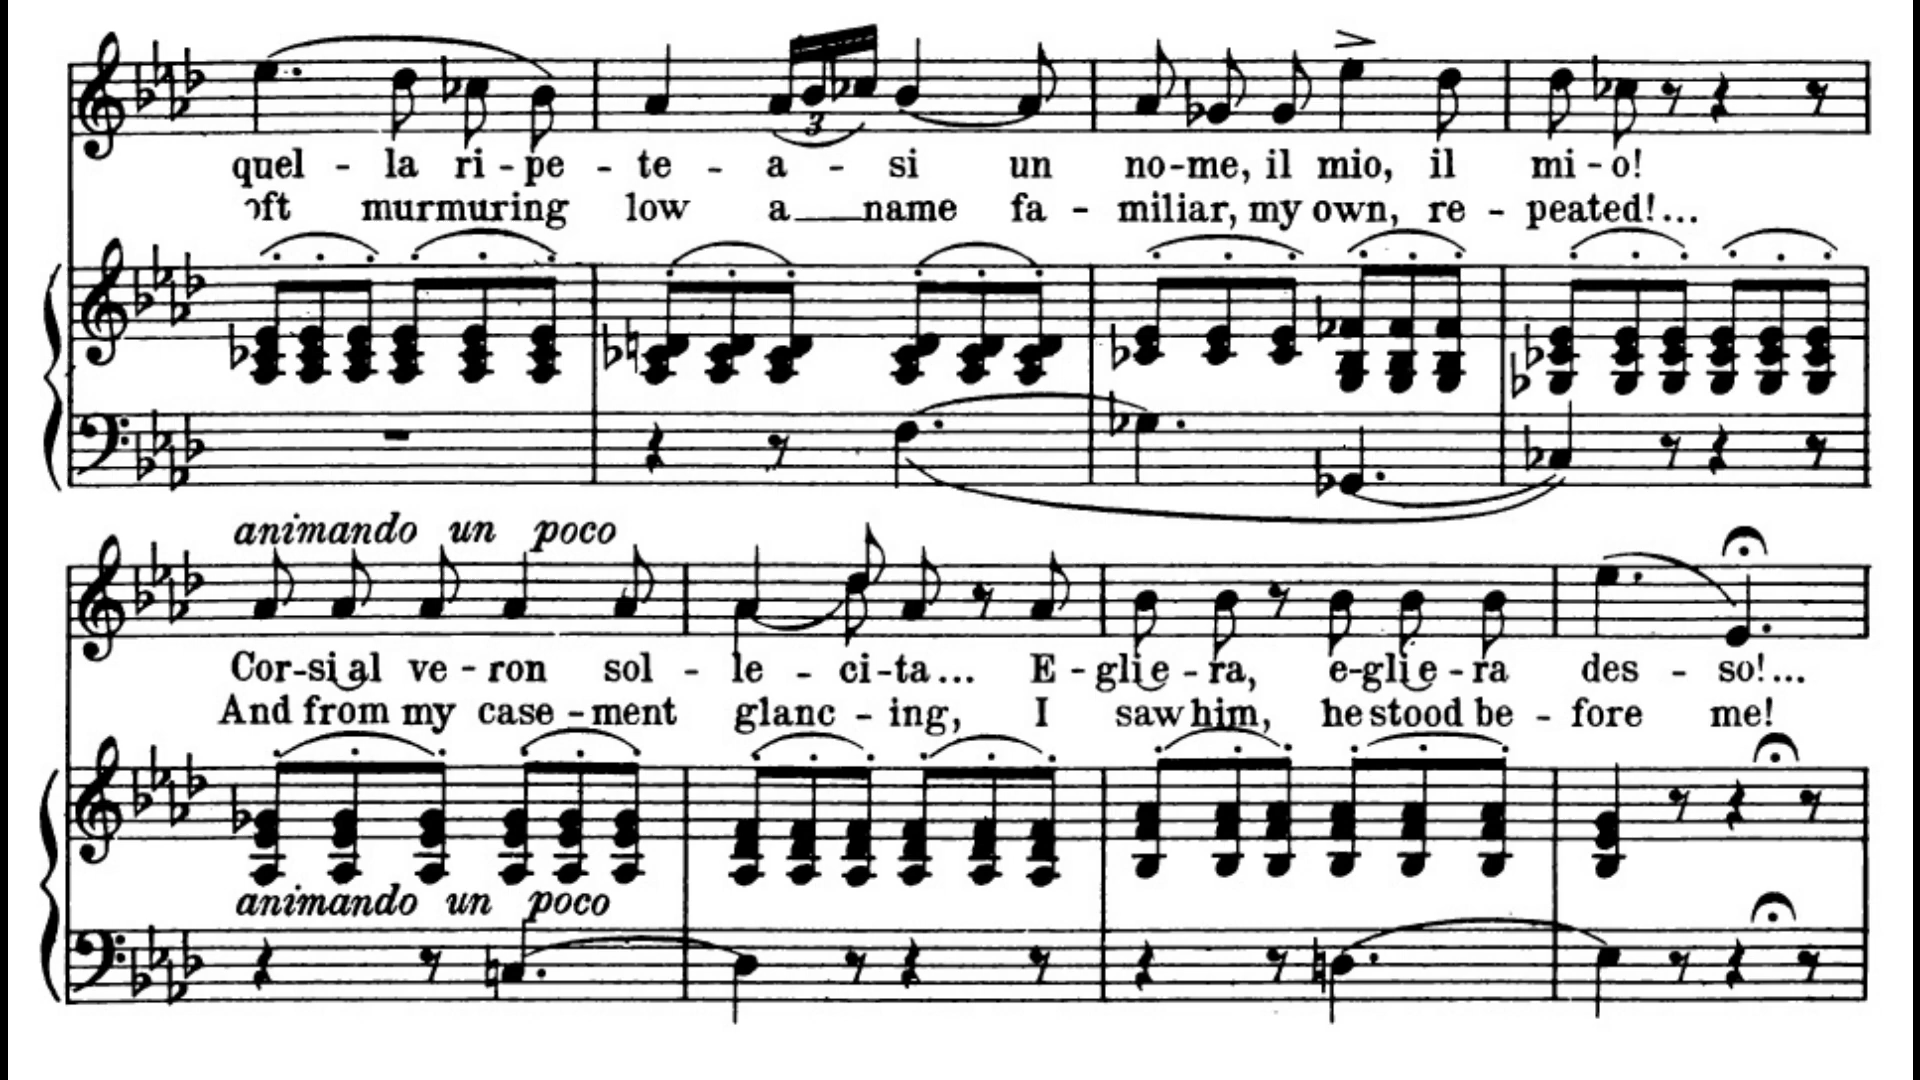 3
quel - la ri - pe - te - a - si un no-me, il mio, il mi - o!
oft murmuring low a name fa - miliar, my own, re - peated!...
animando un poco
Cor-si al ve - ron sol - le - ci-ta... E - gli e - ra, e-gli e - ra des - so!...
And from my case - ment glanc - ing, I saw him, he stood be - fore me!
animando un poco